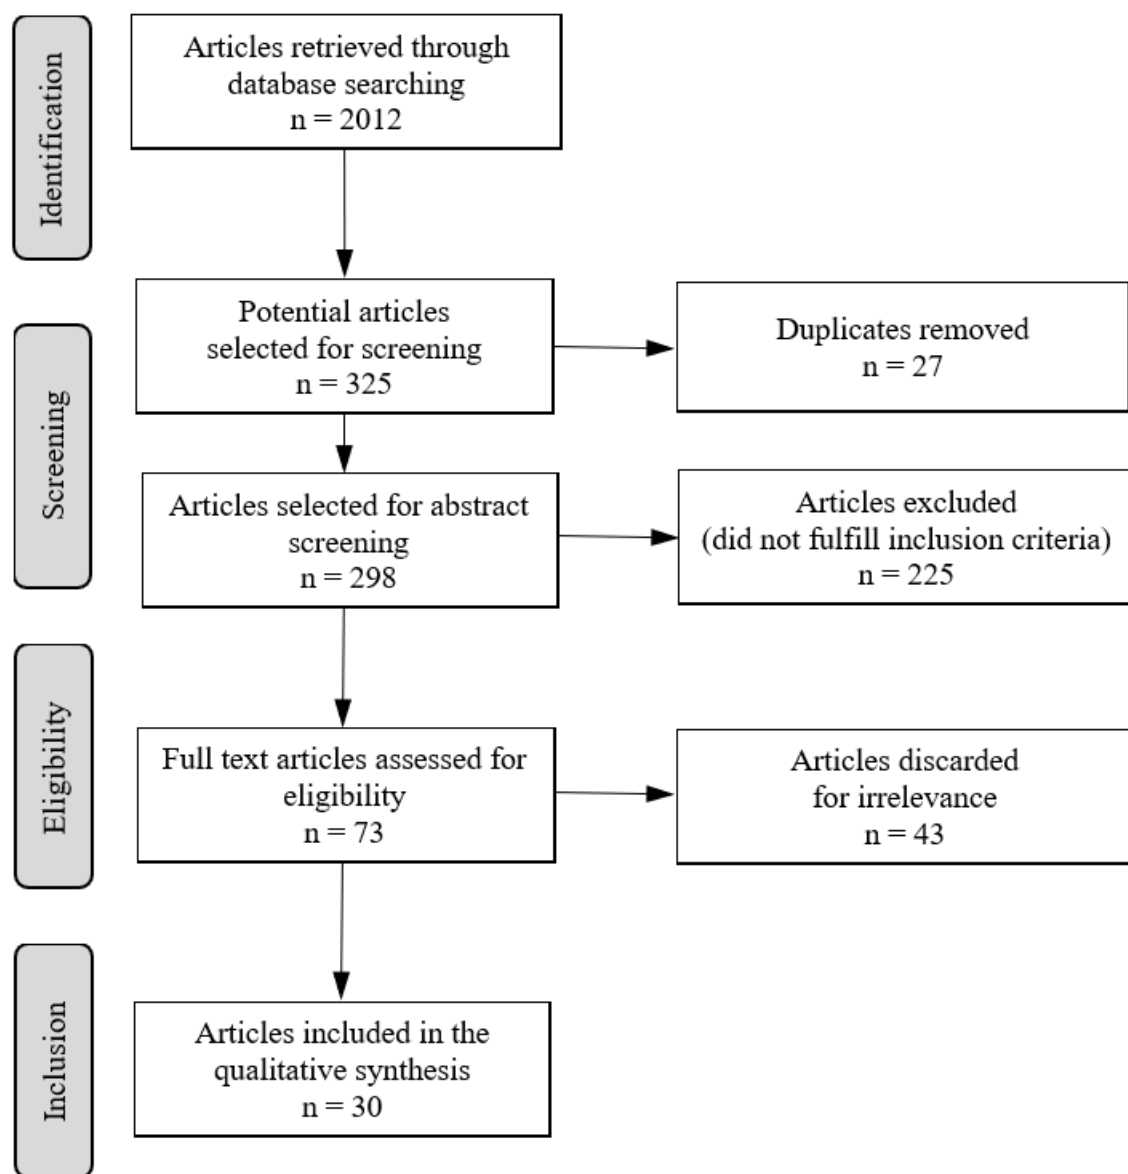 Identification
Articles retrieved through
database searching
n = 2012
Screening
Potential articles
selected for screening
n = 325
Duplicates removed
n = 27
Articles selected for abstract
screening
n = 298
Articles excluded
(did not fulfill inclusion criteria)
n = 225
Eligibility
Full text articles assessed for
eligibility
n = 73
Articles discarded
for irrelevance
n = 43
Inclusion
Articles included in the
qualitative synthesis
n = 30